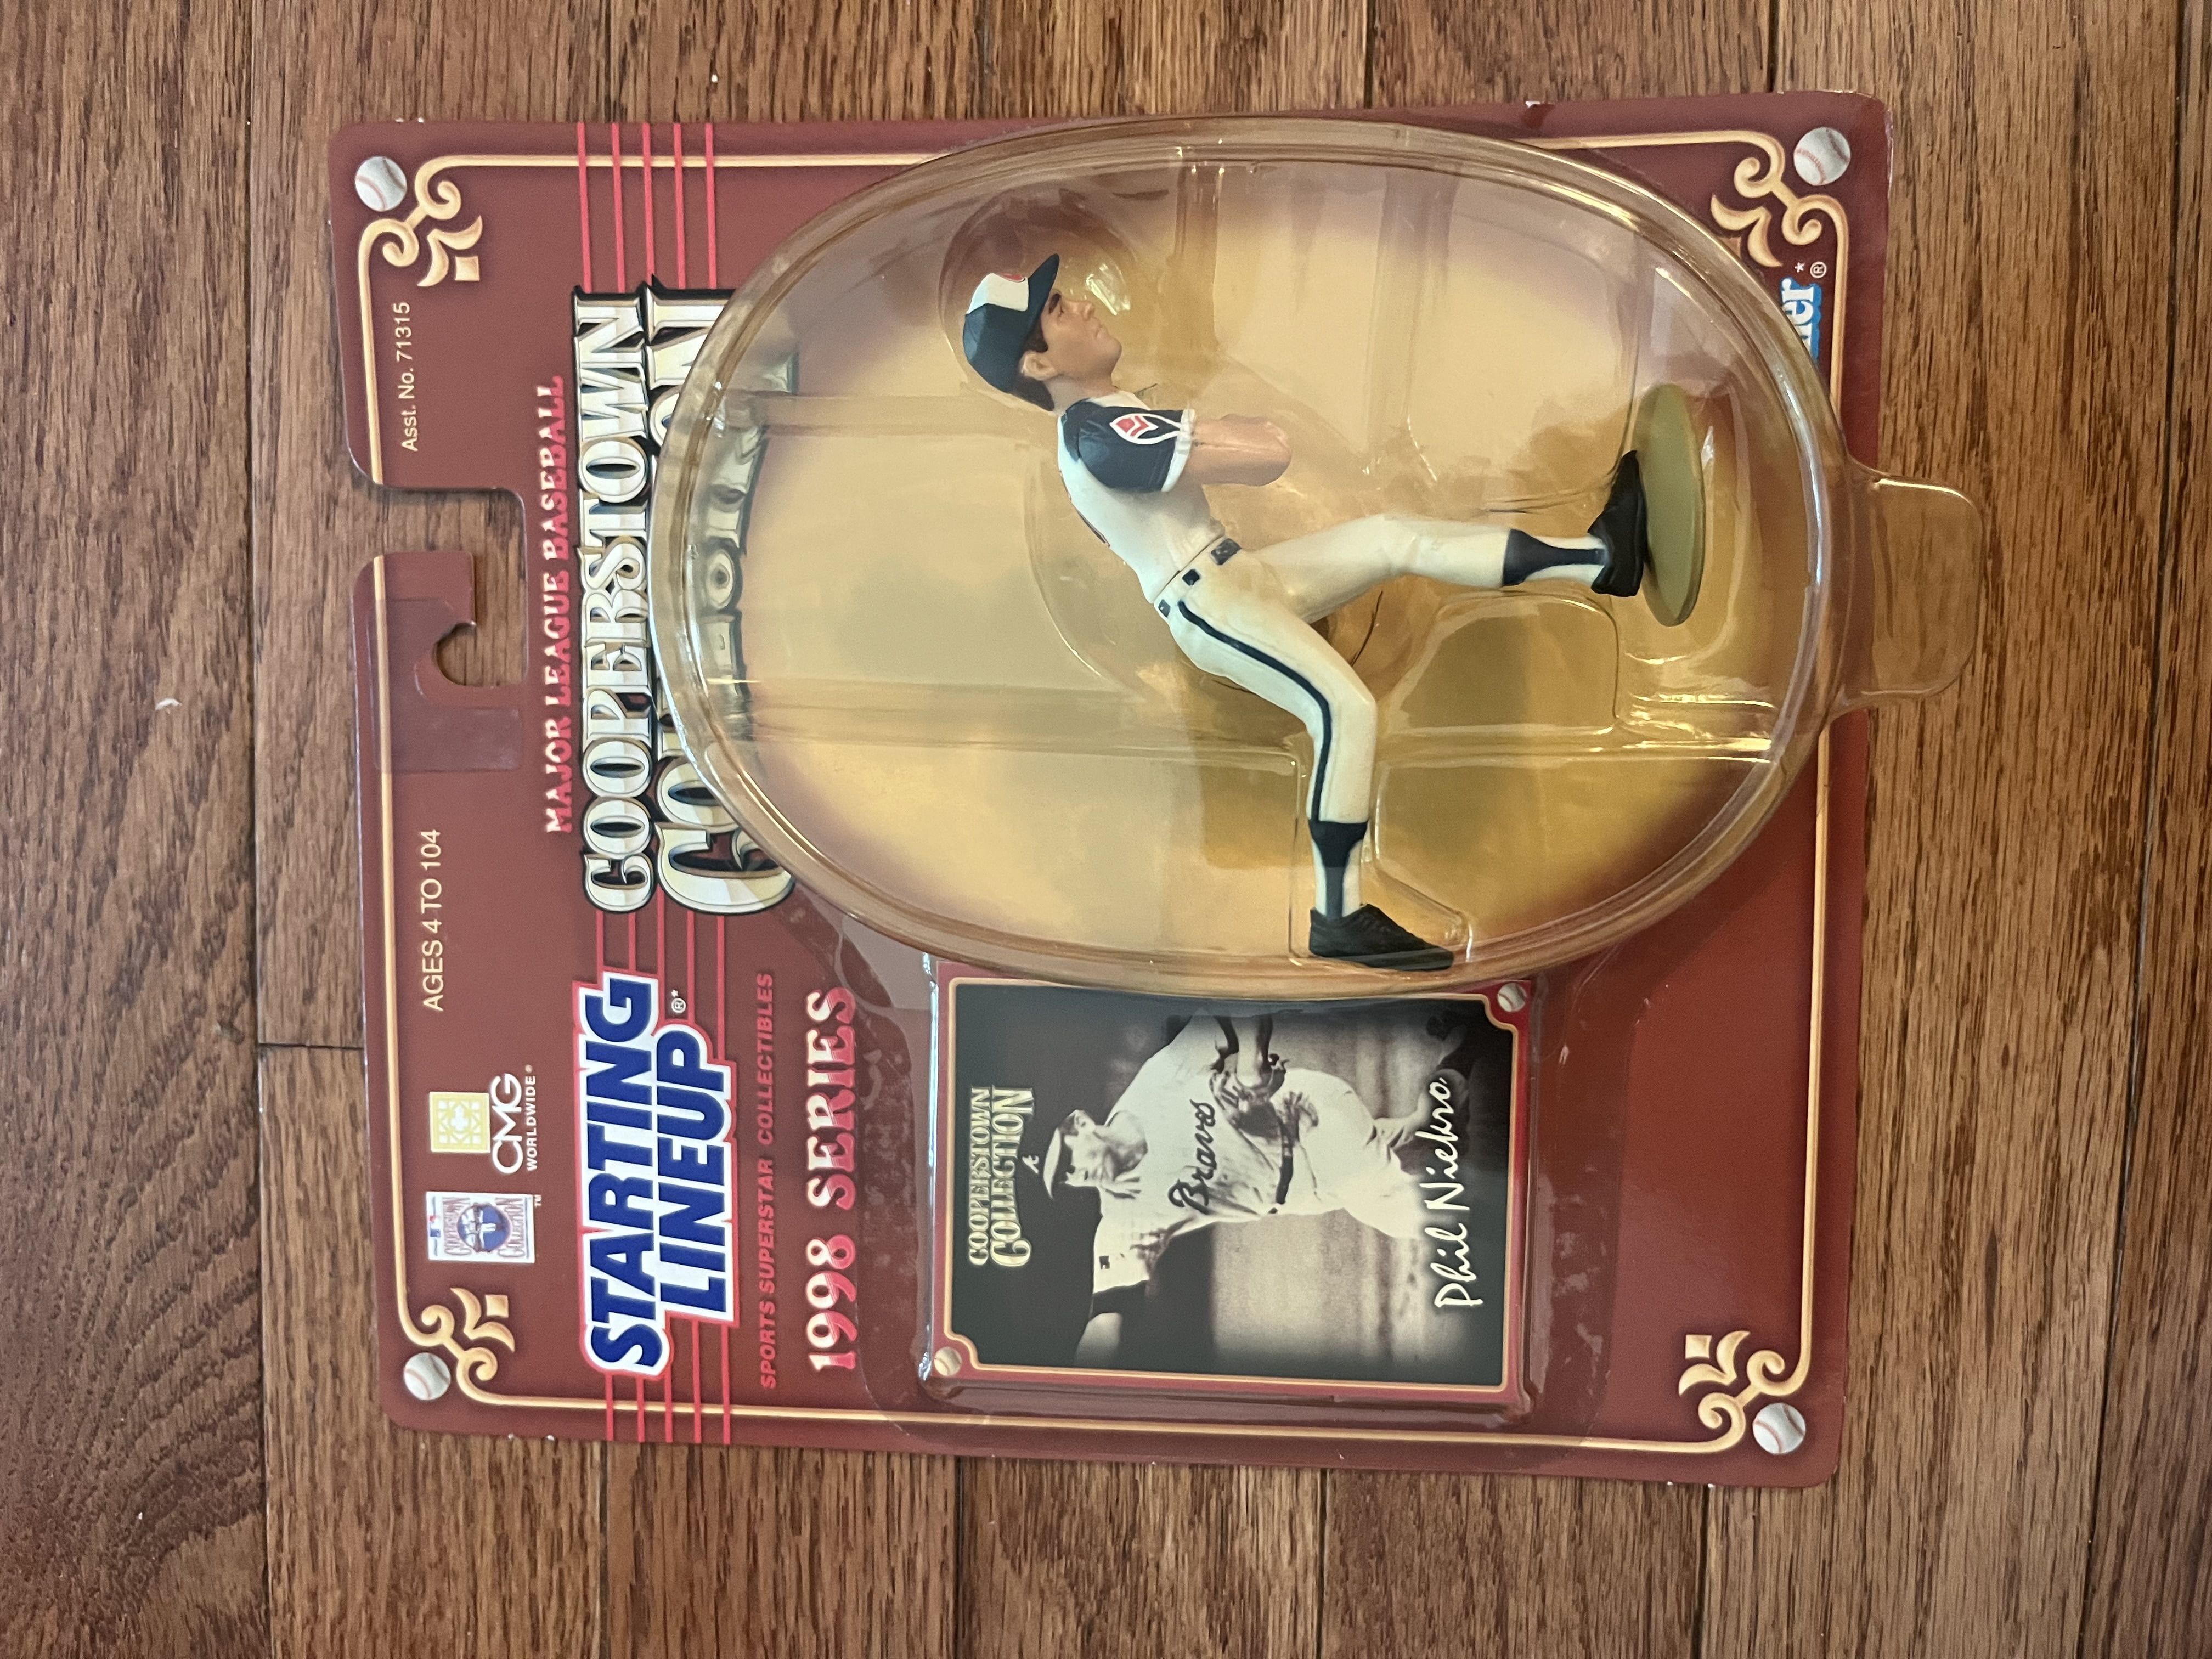 AGES 4 TO 104
Asst. No. 71315
CMG
WORLDWIDE®
TM
MAJOR LEAGUE BASEBALL
STARTING
LINEUP®*
COOPERSTOWN
SPORTS SUPERSTAR COLLECTIBLES
1998 SERIES
COOPERSTOWN
COLLECTION
A
Braves
Phil Niekro
*®